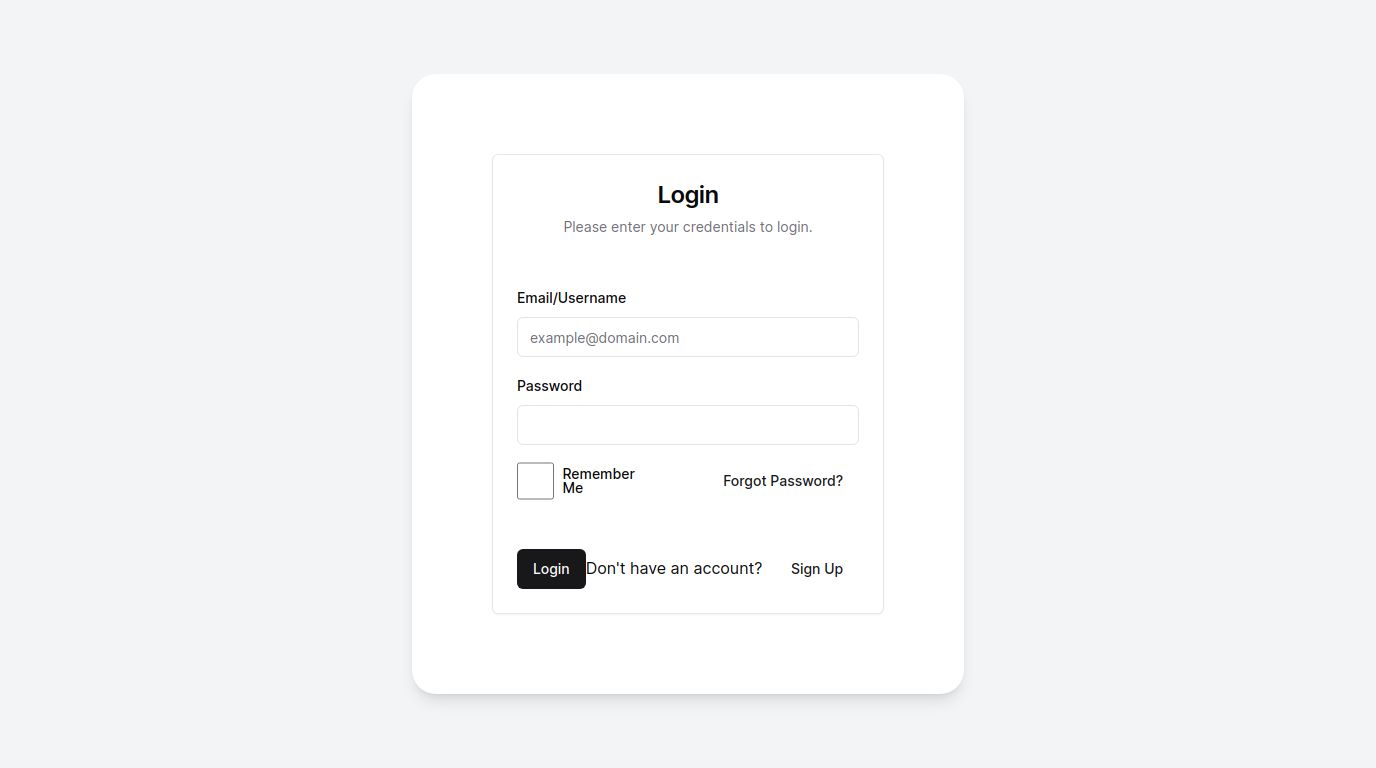 Login
Please enter your credentials to login.
Email/Username
example@domain.com
Password
Remember
Me
Forgot Password?
Login
Don't have an account?
Sign Up